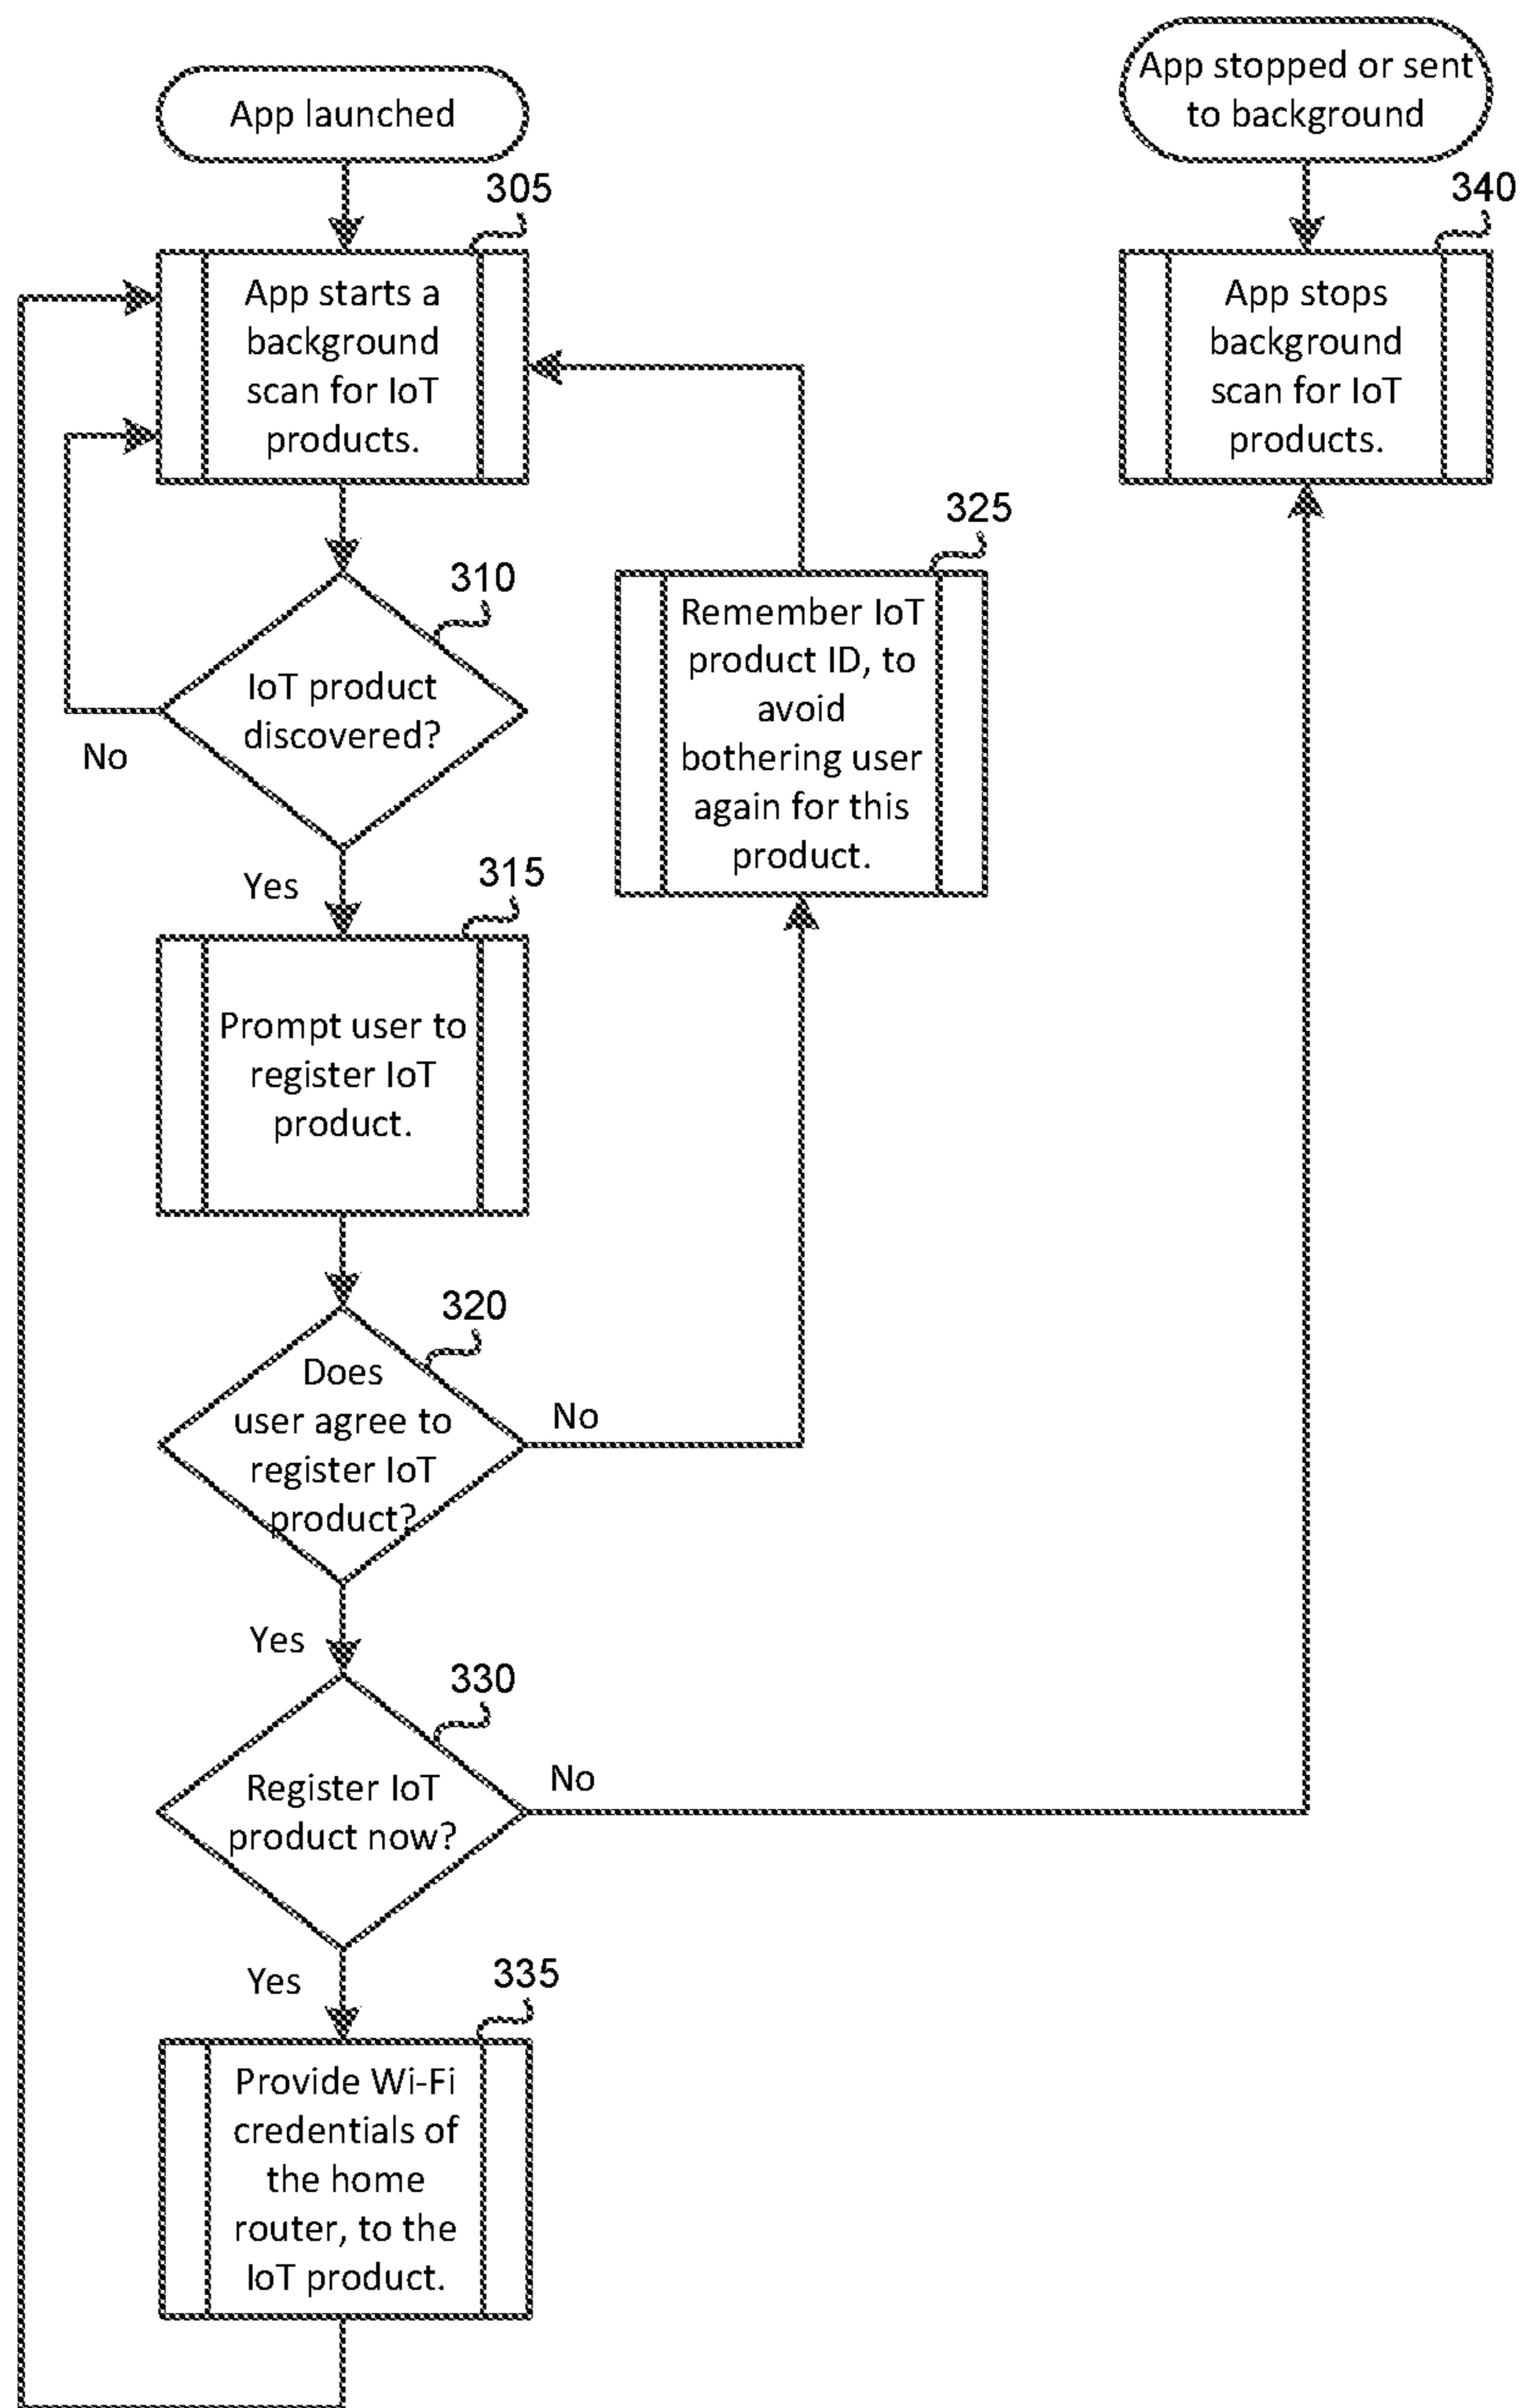 App launched
305
App starts a
background
scan for IoT
products.
310
IoT product
discovered?
No
Yes
315
Prompt user to
register IoT
product.
320
Does
user agree to
register IoT
product?
No
325
Remember IoT
product ID, to
avoid
bothering user
again for this
product.
Yes
330
Register IoT
product now?
No
Yes
335
Provide Wi-Fi
credentials of
the home
router, to the
IoT product.
App stopped or sent
to background
340
App stops
background
scan for IoT
products.